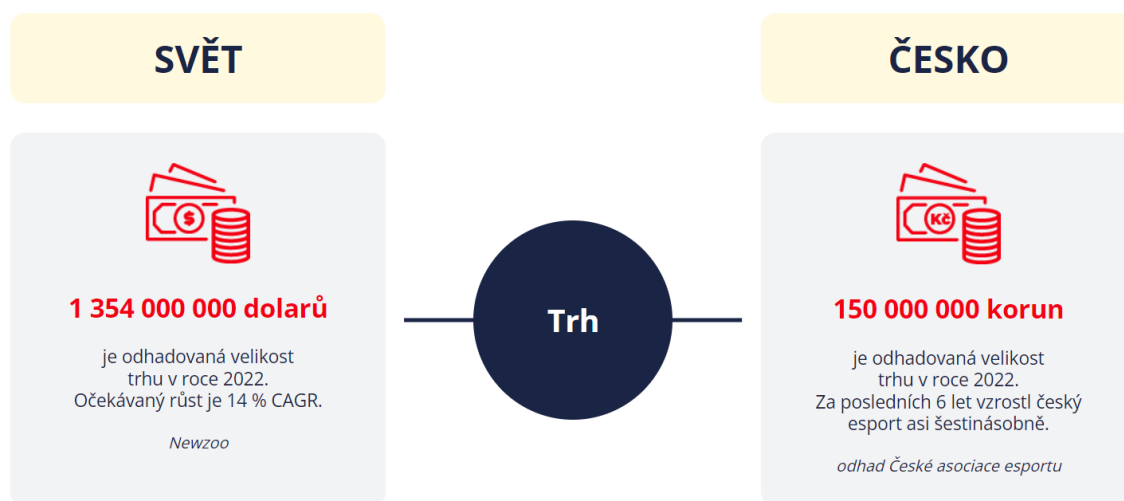 SVĚT
ČESKO
$
1 354 000 000 dolarů
je odhadovaná velikost
trhu v roce 2022.
Očekávaný růst je 14 % CAGR.
Newzoo
Trh
Kč
150 000 000 korun
je odhadovaná velikost
trhu v roce 2022.
Za posledních 6 let vzrostl český
esport asi šestinásobně.
odhad České asociace esportu